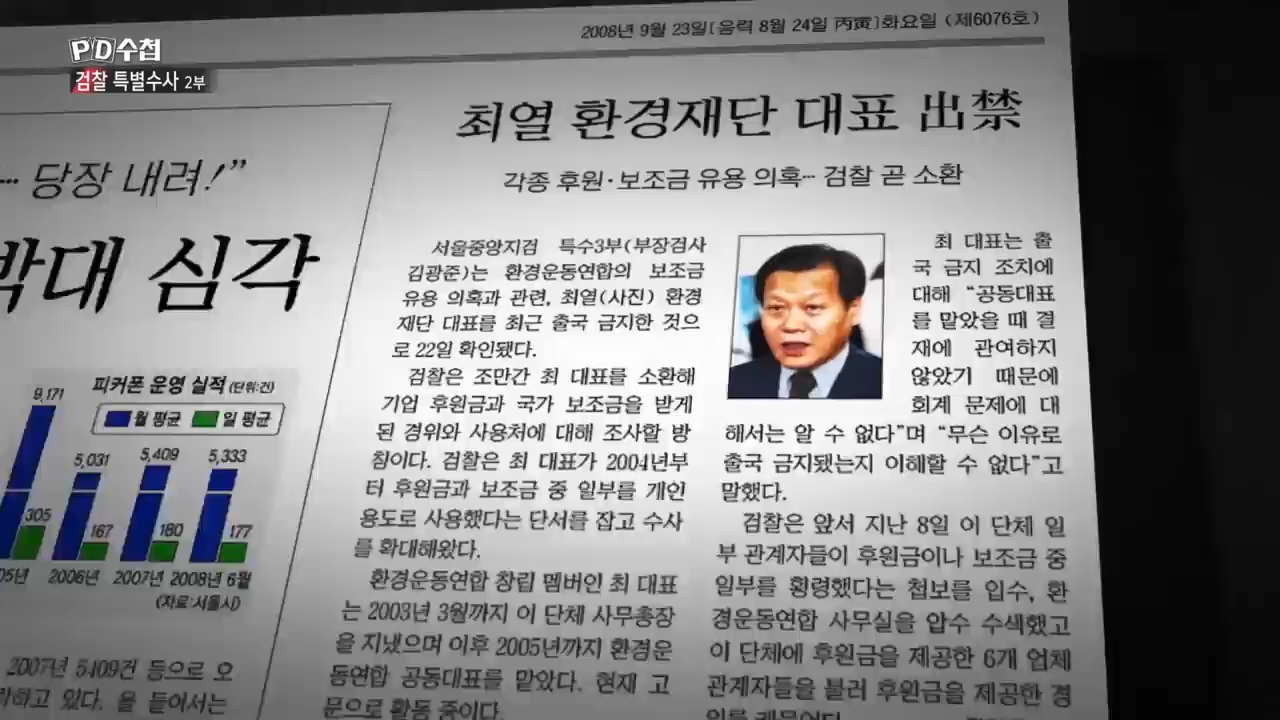 PD수첩
검찰 특별수사 2부
2008년 9월 23일[음력 8월 24일 丙寅]화요일 (제6076호)
… 당장 내려!”
박대 심각
피커폰 운영 실적 (단위:건)
월 평균 일 평균
9,171 5,031 5,409 5,333
305 167 180 177
05년 2006년 2007년 2008년 6월
(자료:서울시)
2007년 5409건 등으로 오
락하고 있다. 올 들어서는
최열 환경재단 대표 出禁
각종 후원·보조금 유용 의혹… 검찰 곧 소환
서울중앙지검 특수3부(부장검사
김광준)는 환경운동연합의 보조금
유용 의혹과 관련, 최열(사진) 환경
재단 대표를 최근 출국 금지한 것으
로 22일 확인됐다.
검찰은 조만간 최 대표를 소환해
기업 후원금과 국가 보조금을 받게
된 경위와 사용처에 대해 조사할 방
침이다. 검찰은 최 대표가 2004년부
터 후원금과 보조금 중 일부를 개인
용도로 사용했다는 단서를 잡고 수사
를 확대해왔다.
환경운동연합 창립 멤버인 최 대표
는 2003년 3월까지 이 단체 사무총장
을 지냈으며 이후 2005년까지 환경운
동연합 공동대표를 맡았다. 현재 고
문으로 활동 중이다.
최 대표는 출
국 금지 조치에
대해 “공동대표
를 맡았을 때 결
재에 관여하지
않았기 때문에
회계 문제에 대
해서는 알 수 없다”며 “무슨 이유로
출국 금지됐는지 이해할 수 없다”고
말했다.
검찰은 앞서 지난 8일 이 단체 일
부 관계자들이 후원금이나 보조금 중
일부를 횡령했다는 첩보를 입수, 환
경운동연합 사무실을 압수 수색했고
이 단체에 후원금을 제공한 6개 업체
관계자들을 불러 후원금을 제공한 경